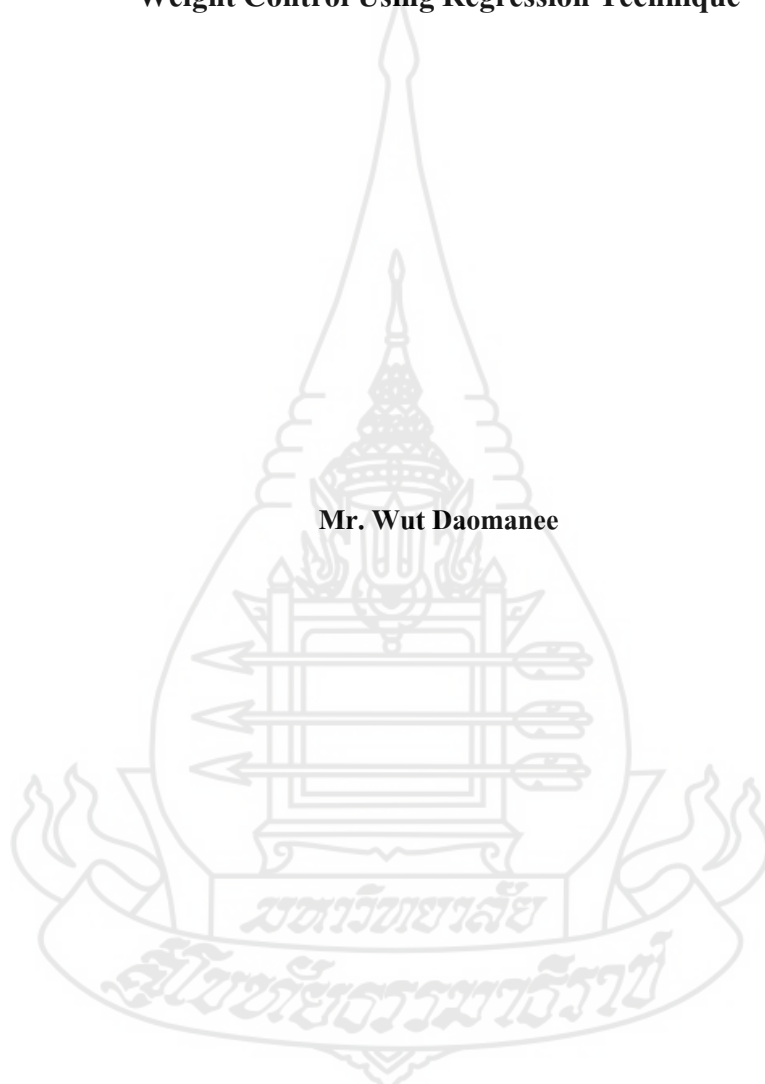 Weight Control Using Regression Technique
Mr. Wut Daomanee
มหาวิทยาลัย
สุโขทัยธรรมาธิราช